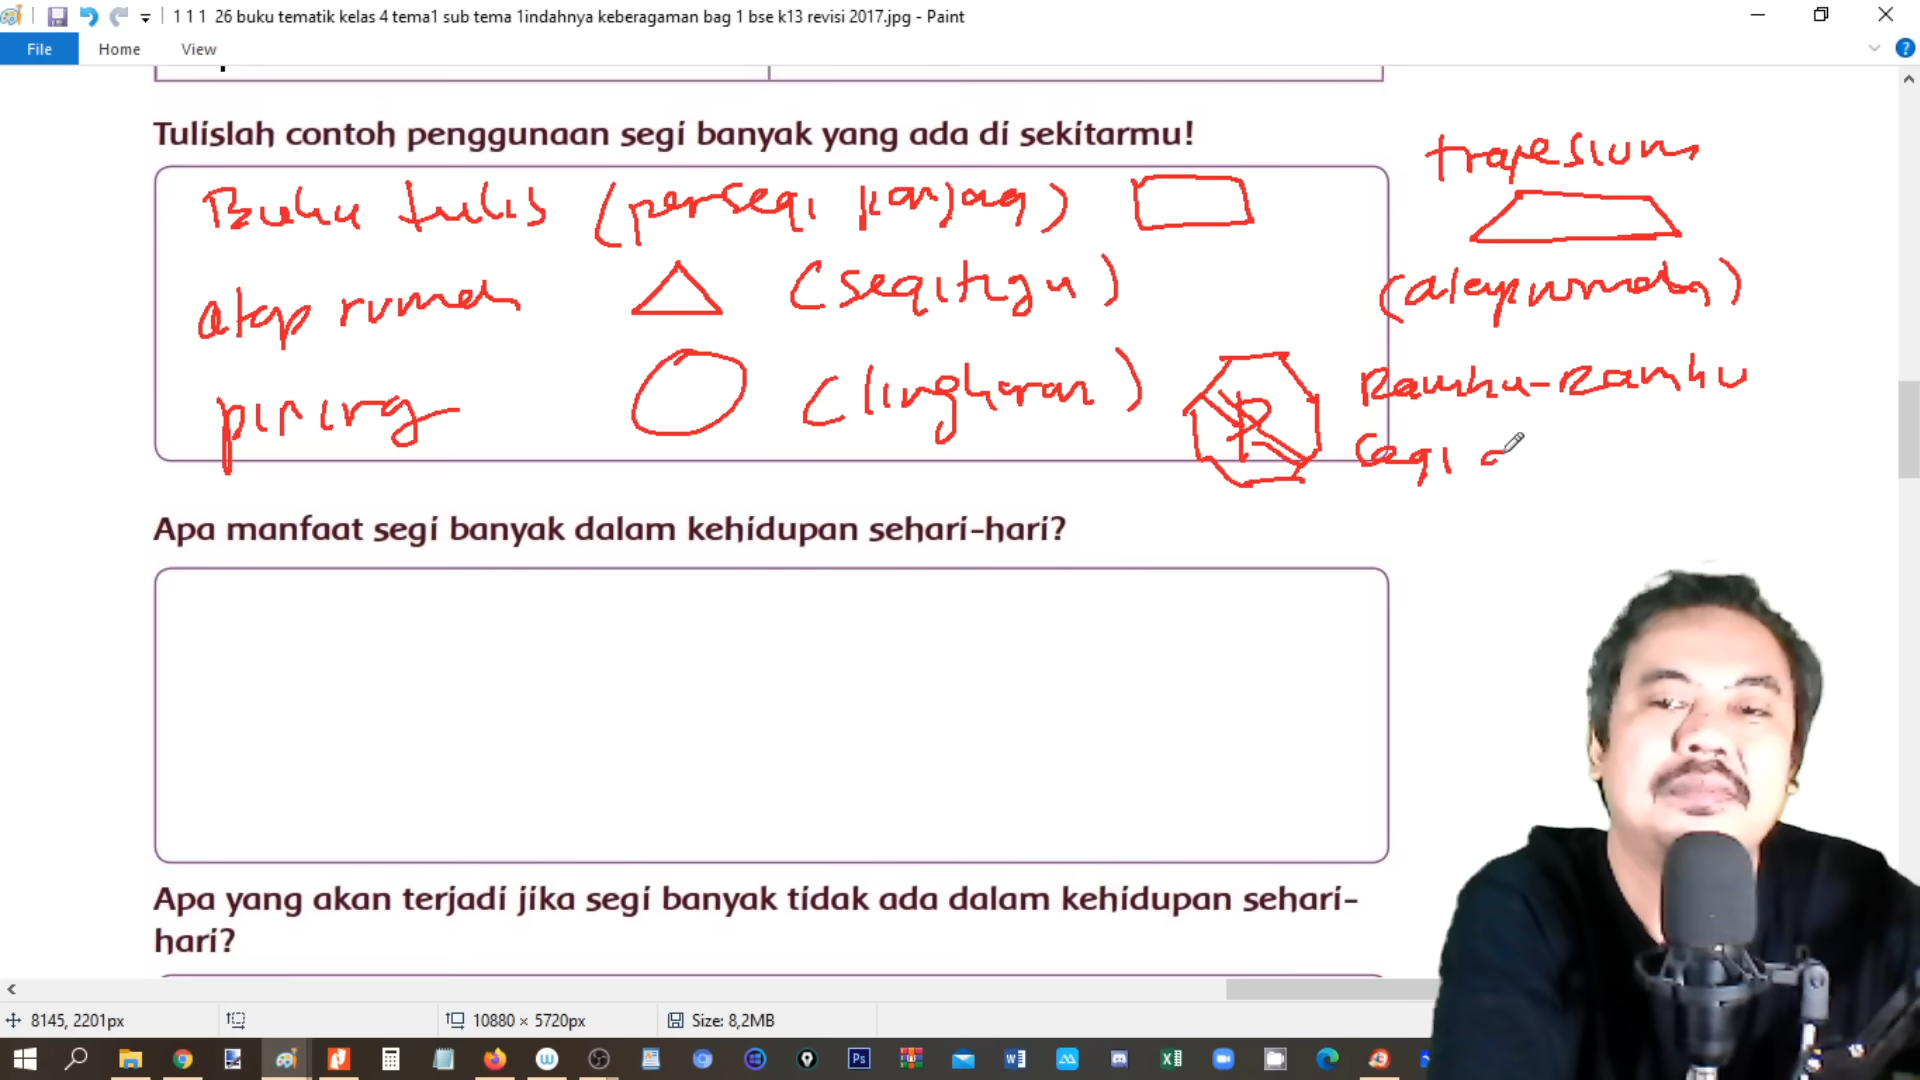 1 1 1 26 buku tematik kelas 4 tema1 sub tema 1indahnya keberagaman bag 1 bse k13 revisi 2017.jpg - Paint
File Home View
Tulislah contoh penggunaan segi banyak yang ada di sekitarmu!
trapesium
Buku tulis (persegi panjang)
atap rumah (segitiga)
(atap rumah)
piring (lingkaran)
Rambu-Rambu
P
segi
Apa manfaat segi banyak dalam kehidupan sehari-hari?
Apa yang akan terjadi jika segi banyak tidak ada dalam kehidupan sehari-
hari?
8145, 2201px
10880 × 5720px
Size: 8,2MB